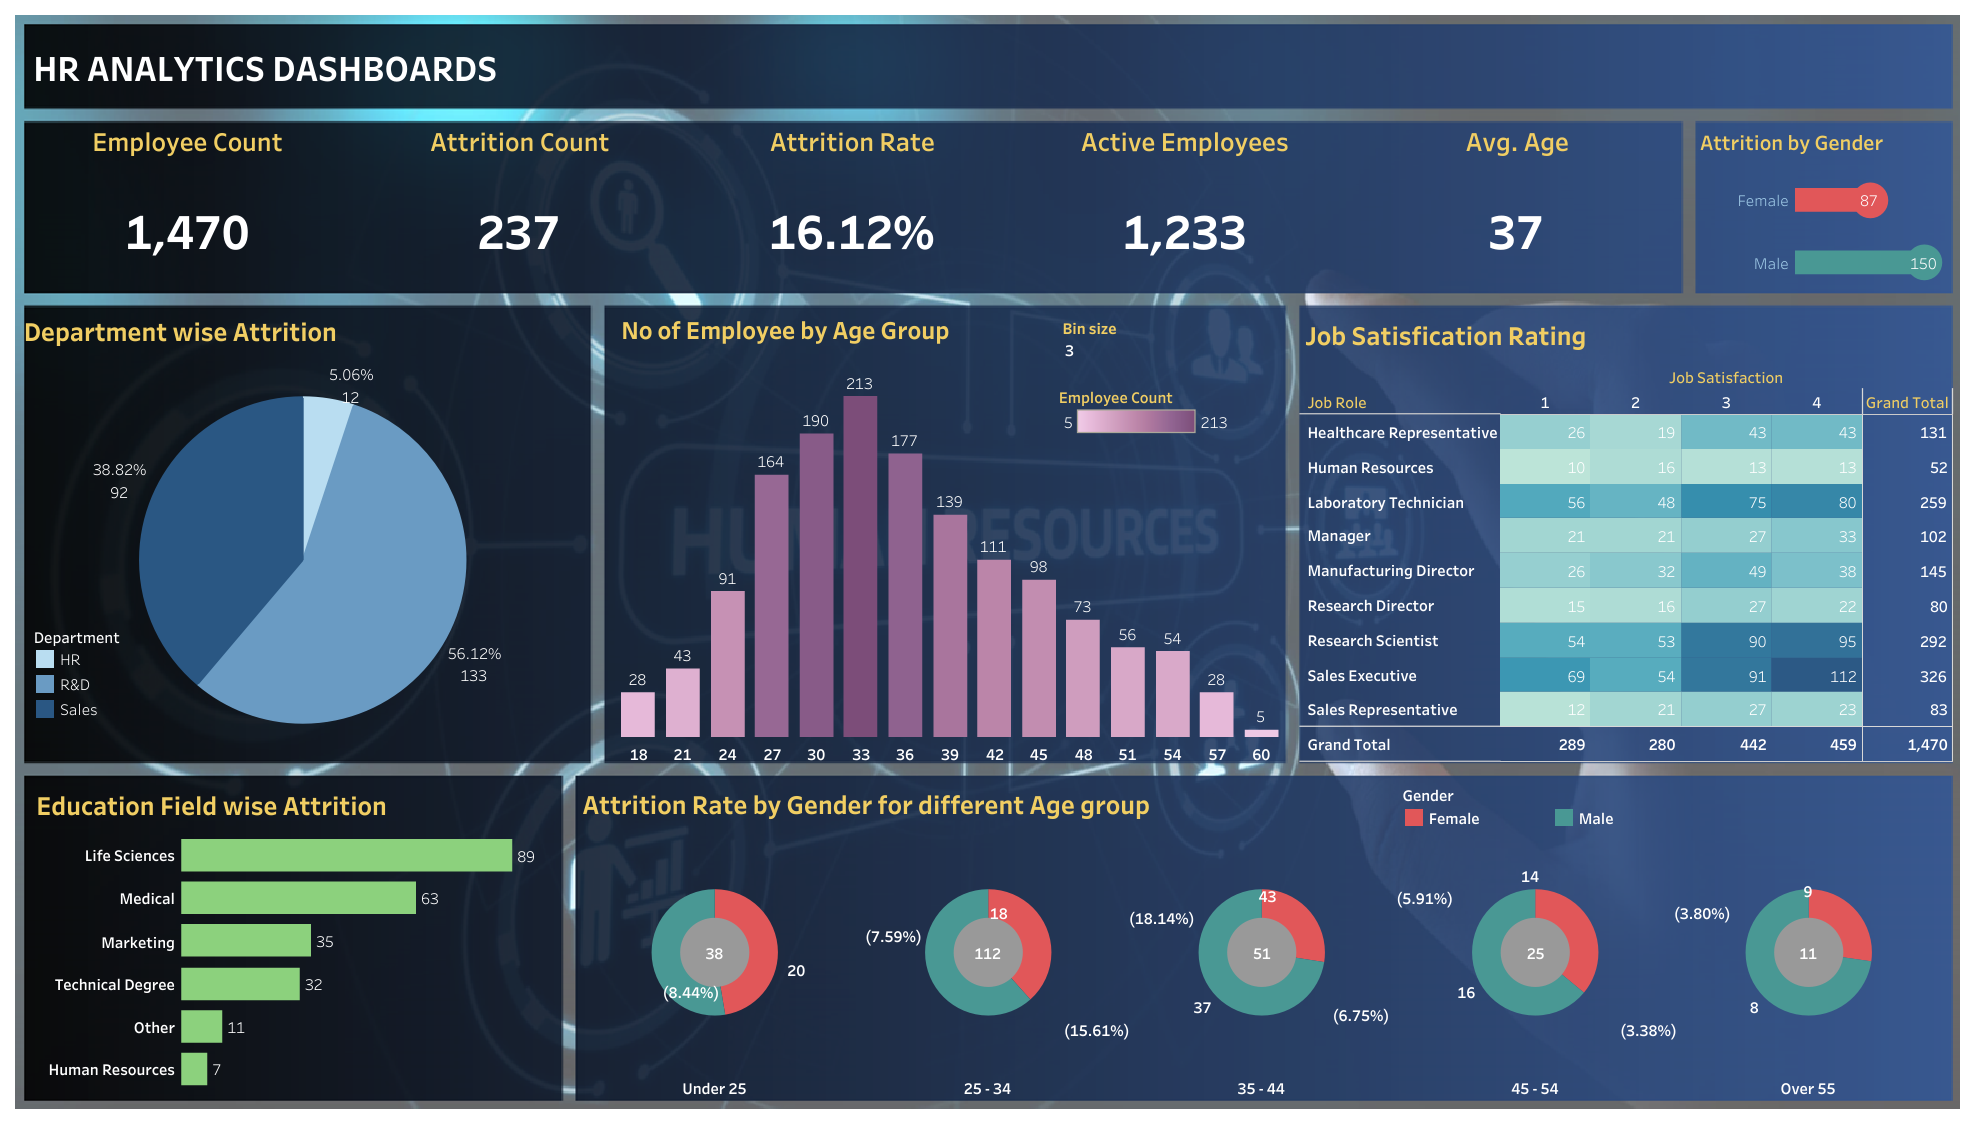 HR ANALYTICS DASHBOARDS
Employee Count
Attrition Count
Attrition Rate
Active Employees
Avg. Age
1,470
237
16.12%
1,233
37
Attrition by Gender
Female 87
Male 150
Department wise Attrition
5.06%
12
38.82%
92
56.12%
133
Department
HR
R&D
Sales
No of Employee by Age Group
Bin size
3
Employee Count
5 213
28 43 91 164 190 213 177 139 111 98 73 56 54 28 5
18 21 24 27 30 33 36 39 42 45 48 51 54 57 60
HUMAN RESOURCES
Job Satisfication Rating
Job Satisfaction
Job Role 1 2 3 4 Grand Total
Healthcare Representative 26 19 43 43 131
Human Resources 10 16 13 13 52
Laboratory Technician 56 48 75 80 259
Manager 21 21 27 33 102
Manufacturing Director 26 32 49 38 145
Research Director 15 16 27 22 80
Research Scientist 54 53 90 95 292
Sales Executive 69 54 91 112 326
Sales Representative 12 21 27 23 83
Grand Total 289 280 442 459 1,470
Education Field wise Attrition
Life Sciences 89
Medical 63
Marketing 35
Technical Degree 32
Other 11
Human Resources 7
Attrition Rate by Gender for different Age group
Gender
Female
Male
38
20
(8.44%)
Under 25
(7.59%)
18
112
(15.61%)
25 - 34
(18.14%)
43
51
37
(6.75%)
35 - 44
(5.91%)
14
25
16
(3.38%)
45 - 54
(3.80%)
9
11
8
Over 55